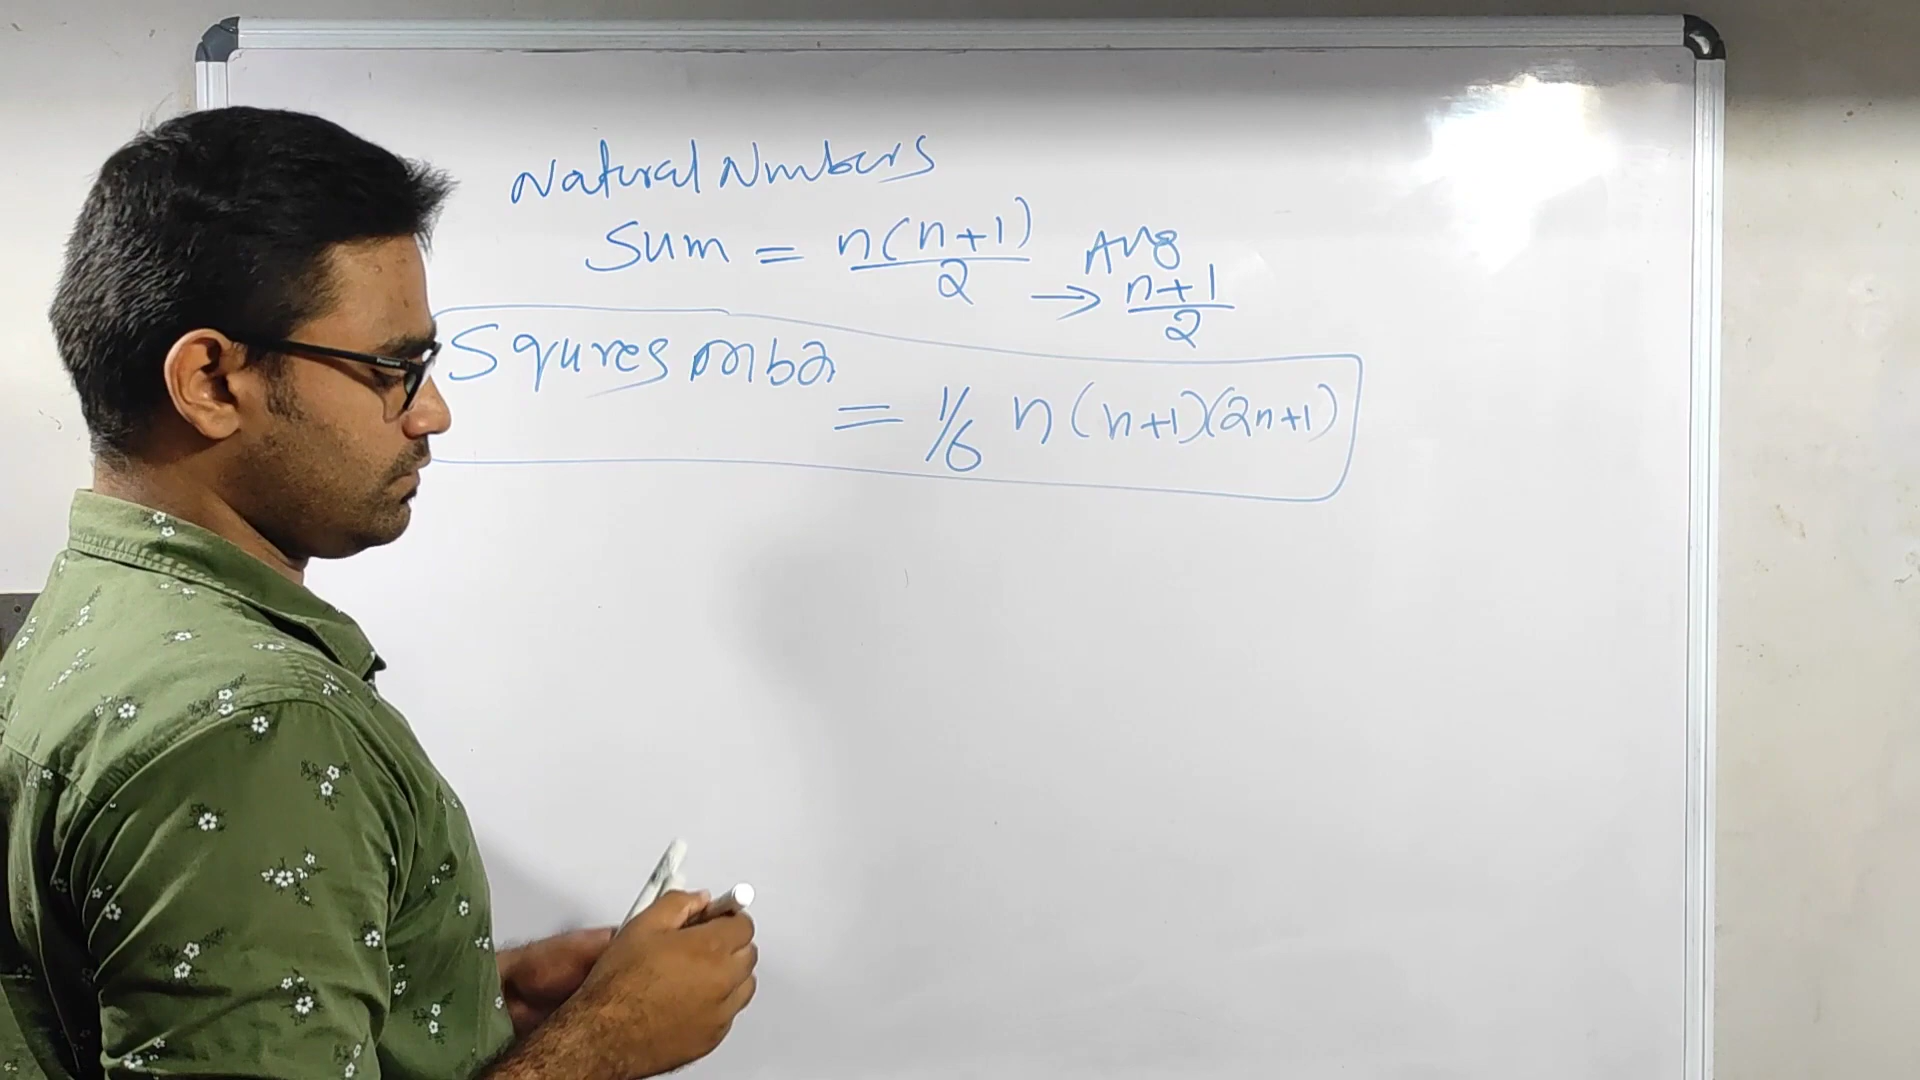 Natural Numbers
Sum = n(n+1)/2
Avg
→ n+1/2
Squres
= 1/6 n(n+1)(2n+1)